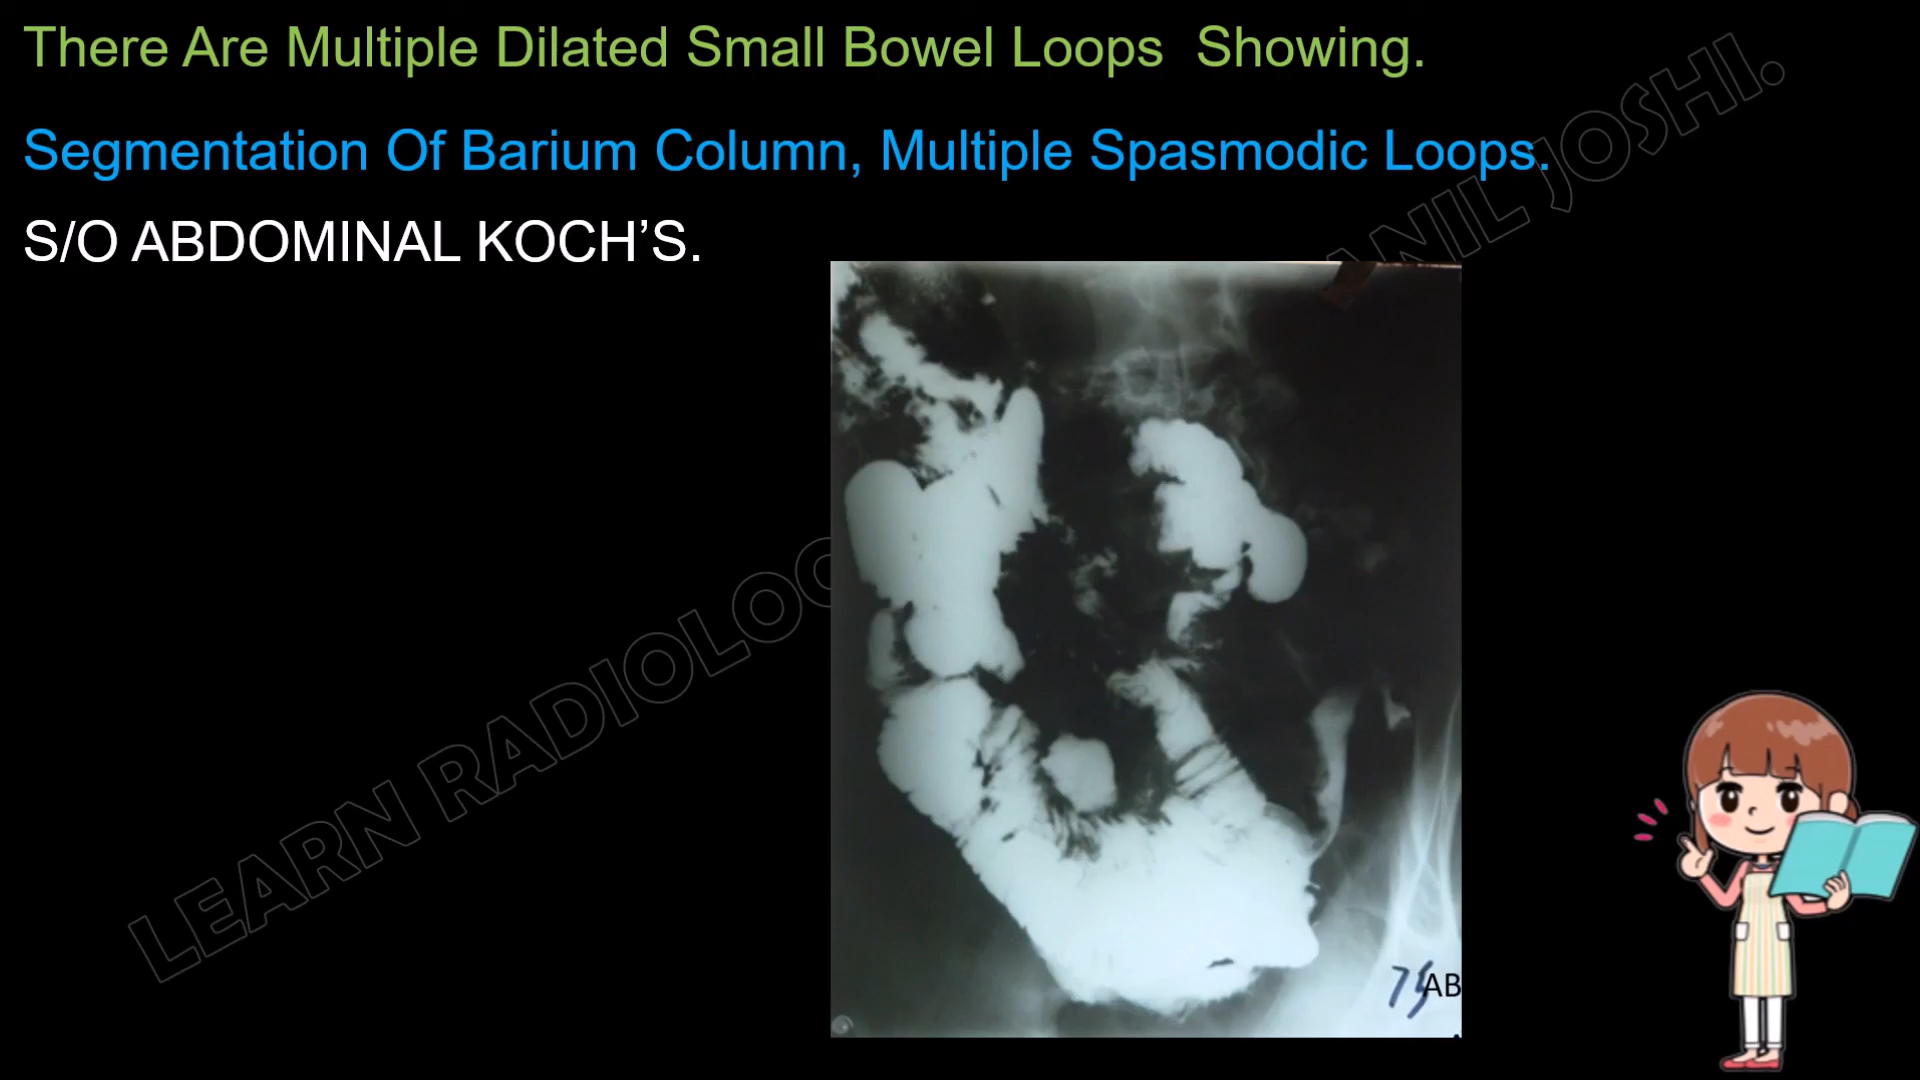 There Are Multiple Dilated Small Bowel Loops  Showing.
Segmentation Of Barium Column, Multiple Spasmodic Loops.
S/O ABDOMINAL KOCH’S.
ANIL JOSHI.
LEARN RADIOLOG
75
AB